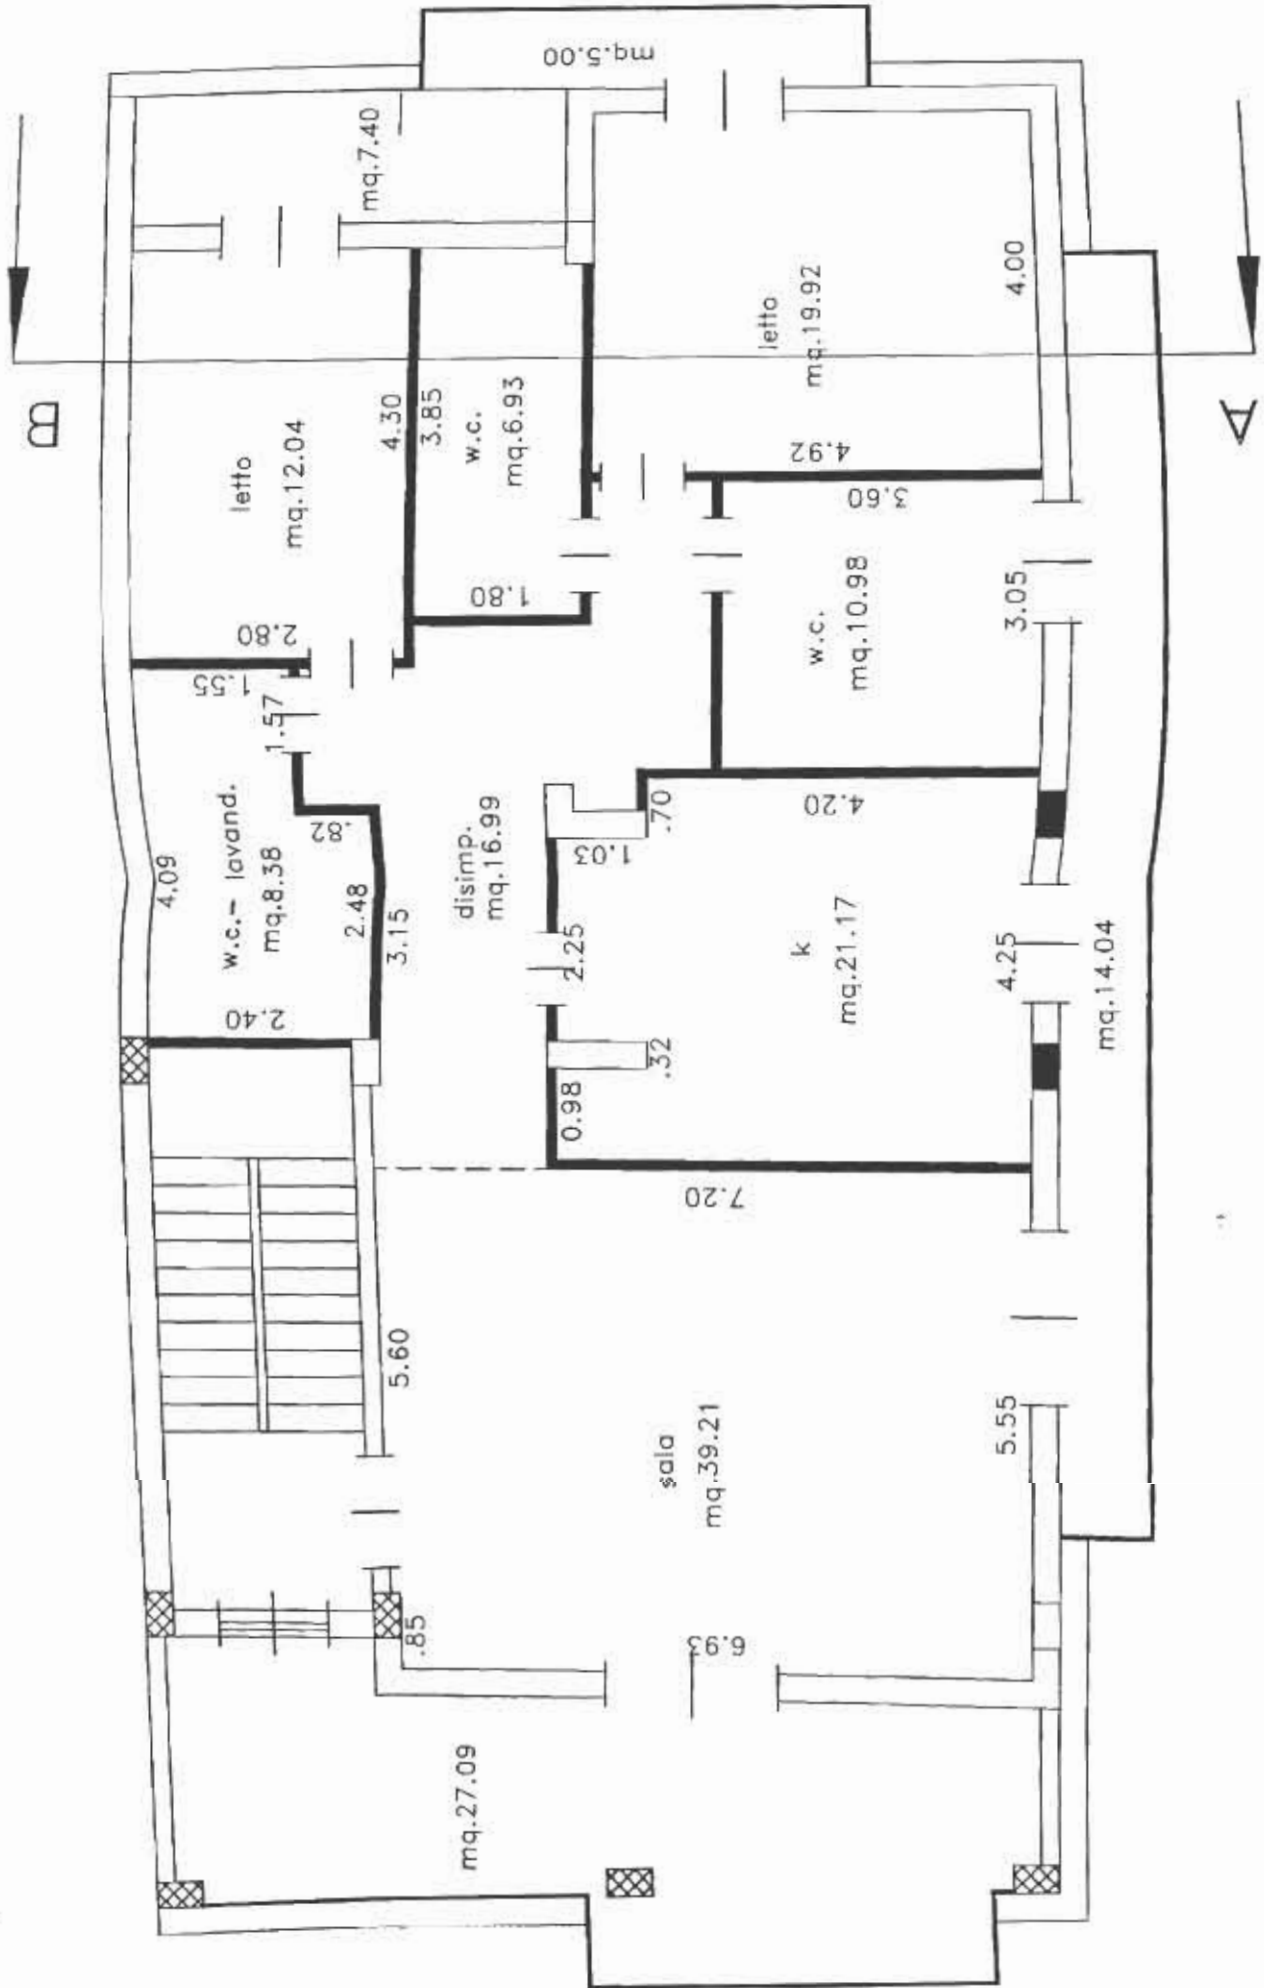 mq.5.00
mq.7.40
B
A
letto
mq.12.04
4.30
2.80
3.85
w.c.
mq.6.93
1.80
letto
mq.19.92
4.00
4.92
3.60
w.c.
mq.10.98
3.05
1.55
1.57
w.c.- lavand.
mq.8.38
4.09
.82
2.48
2.40
3.15
disimp.
mq.16.99
.70
1.03
4.20
2.25
k
mq.21.17
4.25
.32
0.98
mq.14.04
7.20
5.60
sala
mq.39.21
5.55
.85
6.93
mq.27.09